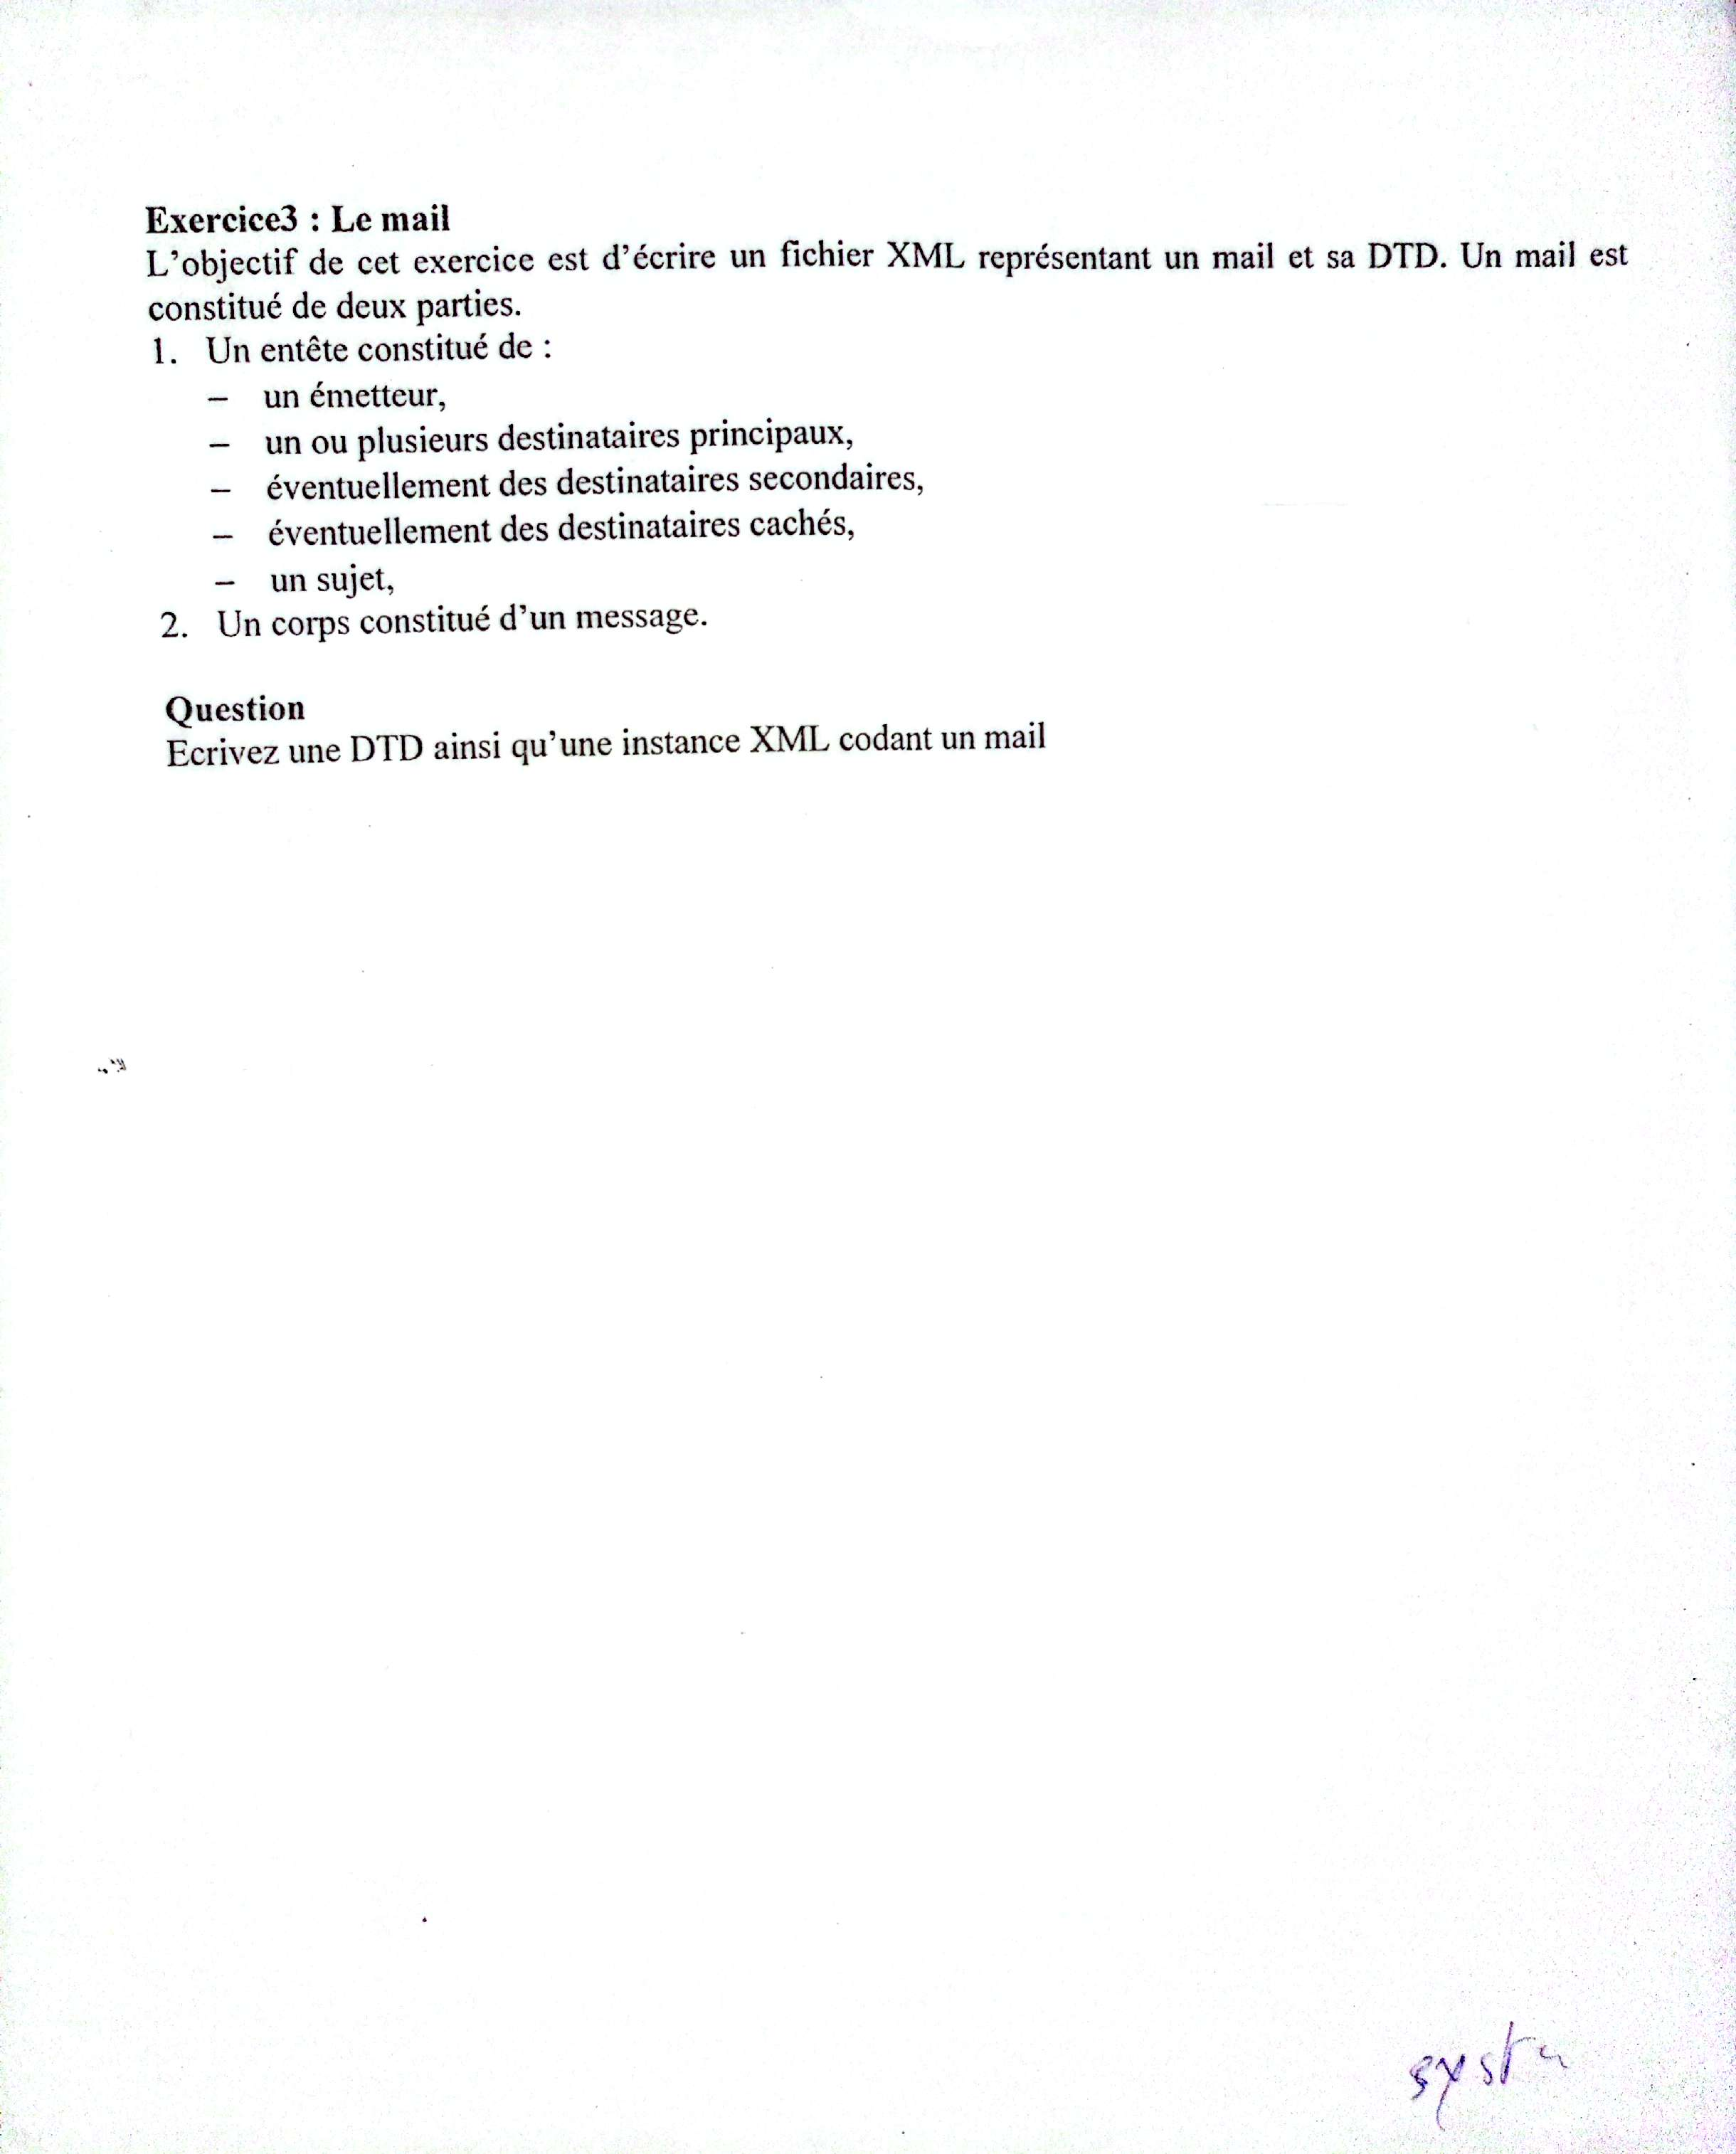 Exercice3 : Le mail
L'objectif de cet exercice est d'écrire un fichier XML représentant un mail et sa DTD. Un mail est
constitué de deux parties.
1. Un entête constitué de :
– un émetteur,
– un ou plusieurs destinataires principaux,
– éventuellement des destinataires secondaires,
– éventuellement des destinataires cachés,
– un sujet,
2. Un corps constitué d'un message.
Question
Ecrivez une DTD ainsi qu'une instance XML codant un mail